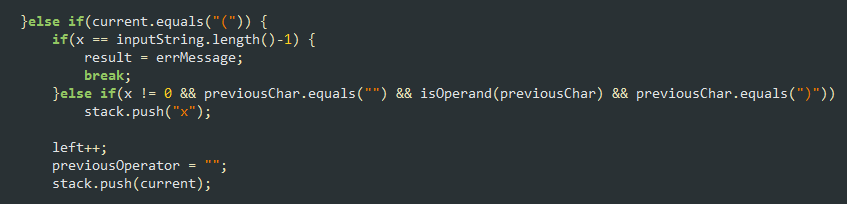 }else if(current.equals("(")) {
if(x == inputString.length()-1) {
result = errMessage;
break;
}else if(x != 0 && previousChar.equals("") && isOperand(previousChar) && previousChar.equals(")"))
stack.push("x");
left++;
previousOperator = "";
stack.push(current);